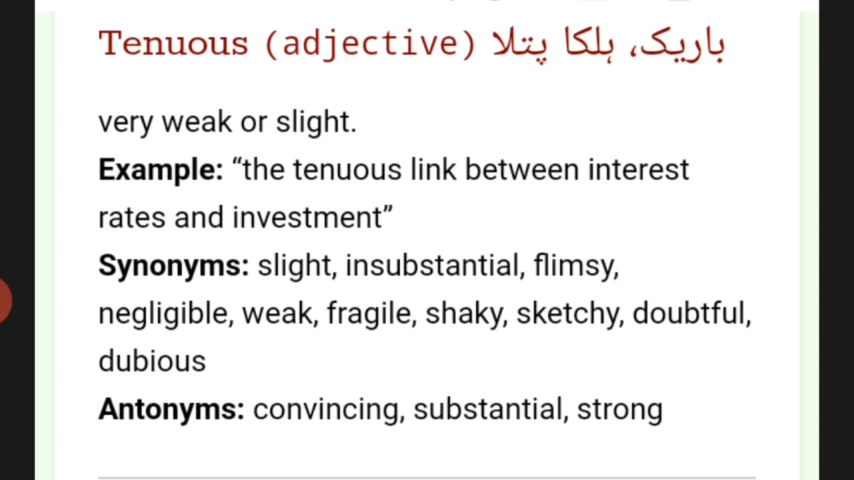 Tenuous (adjective) باریک، ہلکا پتلا
very weak or slight.
Example: “the tenuous link between interest
rates and investment”
Synonyms: slight, insubstantial, flimsy,
negligible, weak, fragile, shaky, sketchy, doubtful,
dubious
Antonyms: convincing, substantial, strong